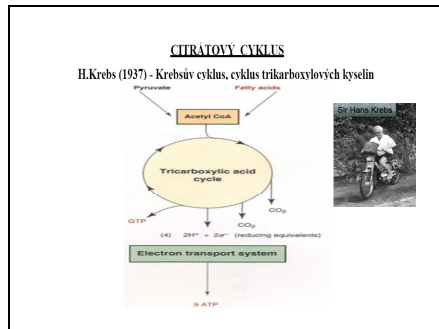 CITRÁTOVÝ CYKLUS
H.Krebs (1937) - Krebsův cyklus, cyklus trikarboxylových kyselin
Pyruvate
Fatty acids
Sir Hans Krebs
Acetyl CoA
Tricarboxylic acid
cycle
CO₂
GTP
CO₂
(4) 2H⁺ + 2e⁻ (reducing equivalents)
Electron transport system
9 ATP